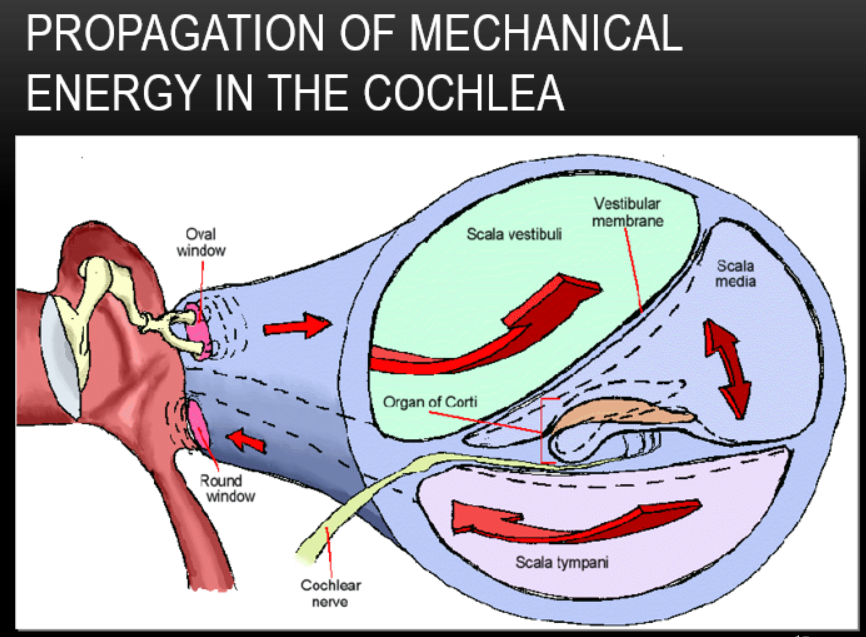 PROPAGATION OF MECHANICAL
ENERGY IN THE COCHLEA
Oval
window
Scala vestibuli
Vestibular
membrane
Scala
media
Organ of Corti
Round
window
Scala tympani
Cochlear
nerve